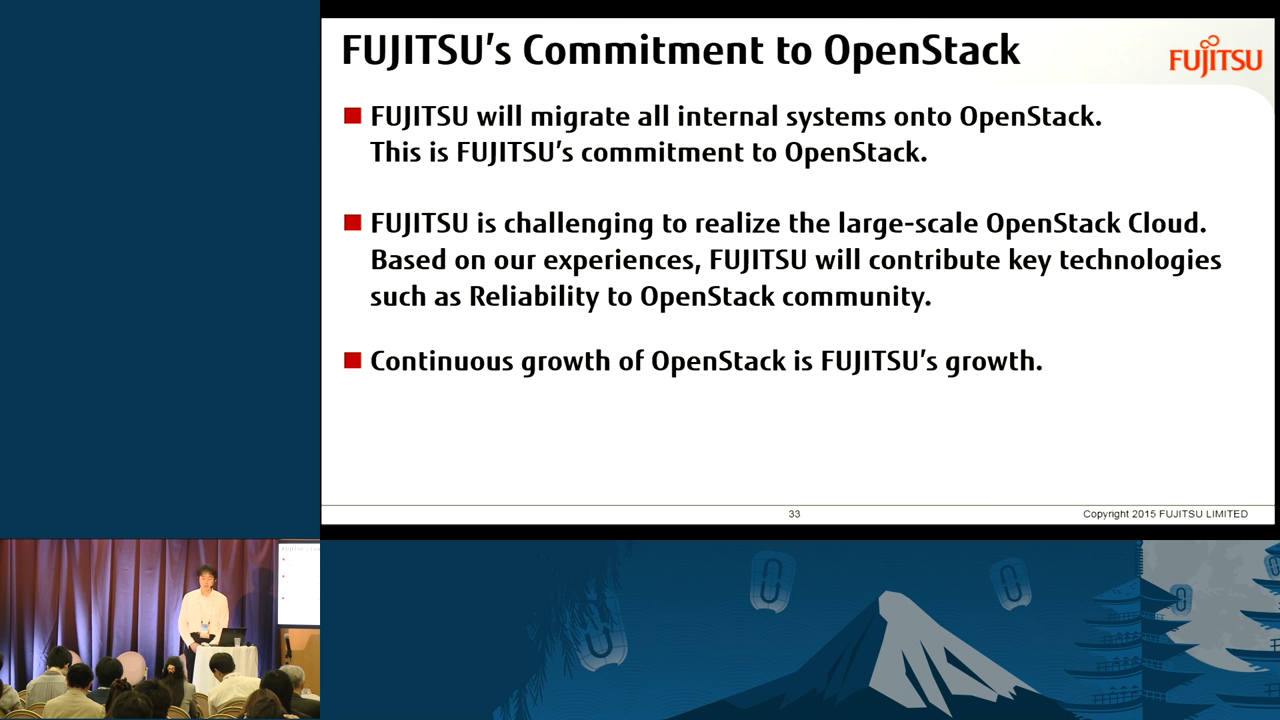 FUJITSU's Commitment to OpenStack
FUJITSU
FUJITSU will migrate all internal systems onto OpenStack.
This is FUJITSU's commitment to OpenStack.
FUJITSU is challenging to realize the large-scale OpenStack Cloud.
Based on our experiences, FUJITSU will contribute key technologies
such as Reliability to OpenStack community.
Continuous growth of OpenStack is FUJITSU's growth.
33
Copyright 2015 FUJITSU LIMITED